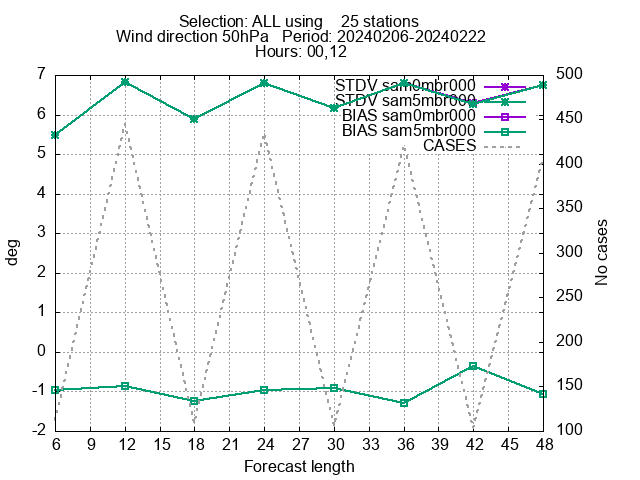 Selection: ALL using    25 stations
Wind direction 50hPa   Period: 20240206-20240222
Hours: 00,12
STDV sam0mbr000
STDV sam5mbr000
BIAS sam0mbr000
BIAS sam5mbr000
CASES
7
6
5
4
3
2
1
0
-1
-2
deg
500
450
400
350
300
250
200
150
100
No cases
6 9 12 15 18 21 24 27 30 33 36 39 42 45 48
Forecast length